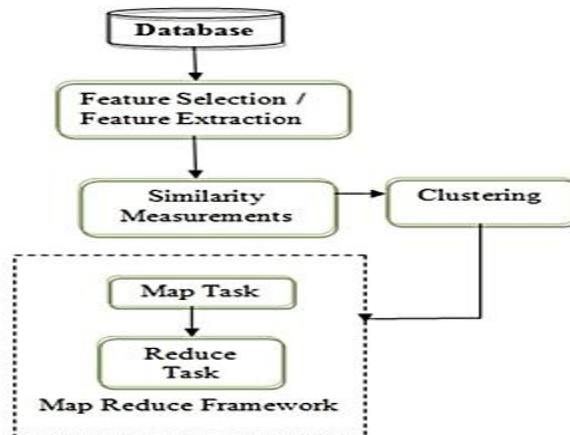 Database
Feature Selection /
Feature Extraction
Similarity
Measurements
Clustering
Map Task
Reduce
Task
Map Reduce Framework